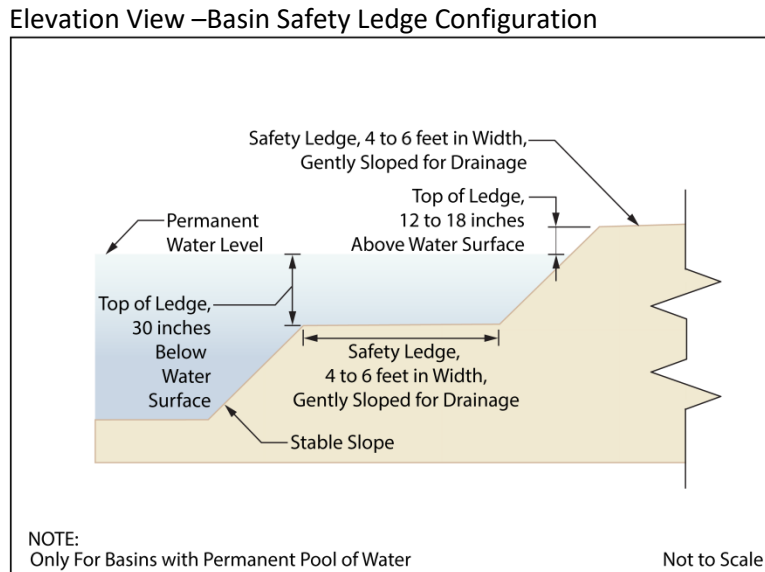 Elevation View –Basin Safety Ledge Configuration
Safety Ledge, 4 to 6 feet in Width,
Gently Sloped for Drainage
Top of Ledge,
12 to 18 inches
Above Water Surface
Permanent
Water Level
Top of Ledge,
30 inches
Below
Water
Surface
Safety Ledge,
4 to 6 feet in Width,
Gently Sloped for Drainage
Stable Slope
NOTE:
Only For Basins with Permanent Pool of Water
Not to Scale